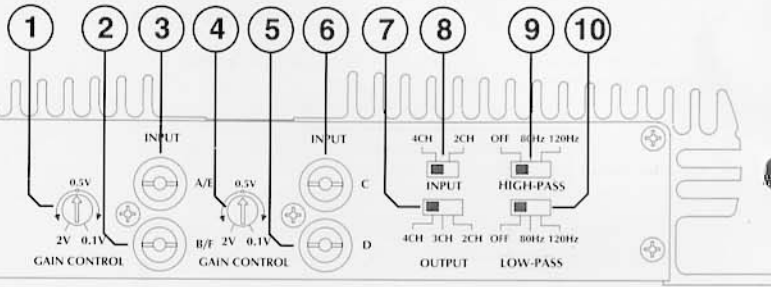 1 2 3 4 5 6 7 8 9 10
INPUT INPUT 4CH 2CH OFF 80Hz 120Hz
0.5V A/E 0.5V C INPUT HIGH-PASS
2V 0.1V B/F 2V 0.1V D 4CH 3CH 2CH OFF 80Hz 120Hz
GAIN CONTROL GAIN CONTROL OUTPUT LOW-PASS